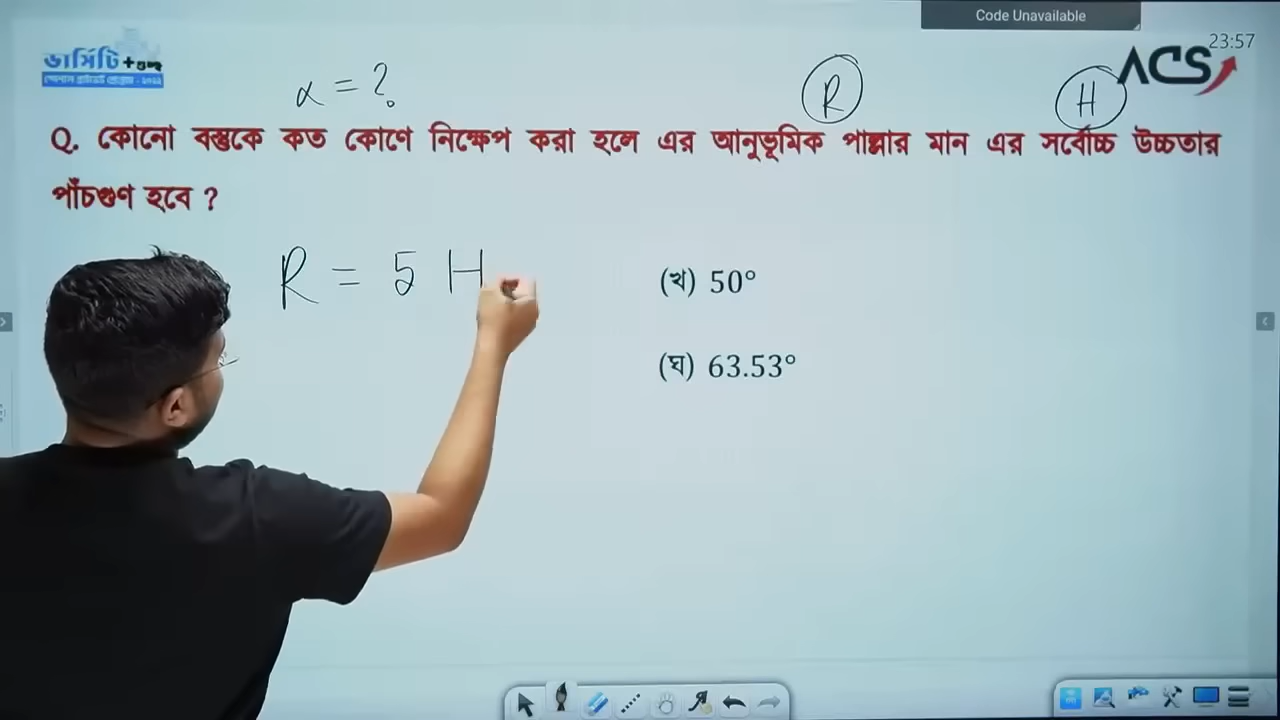 Code Unavailable
23:57
ভার্সিটি +গুচ্ছ
ACS
α = ?
R
H
Q. কোনো বস্তুকে কত কোণে নিক্ষেপ করা হলে এর আনুভূমিক পাল্লার মান এর সর্বোচ্চ উচ্চতার
পাঁচগুণ হবে ?
R = 5 H
(খ) 50°
(ঘ) 63.53°